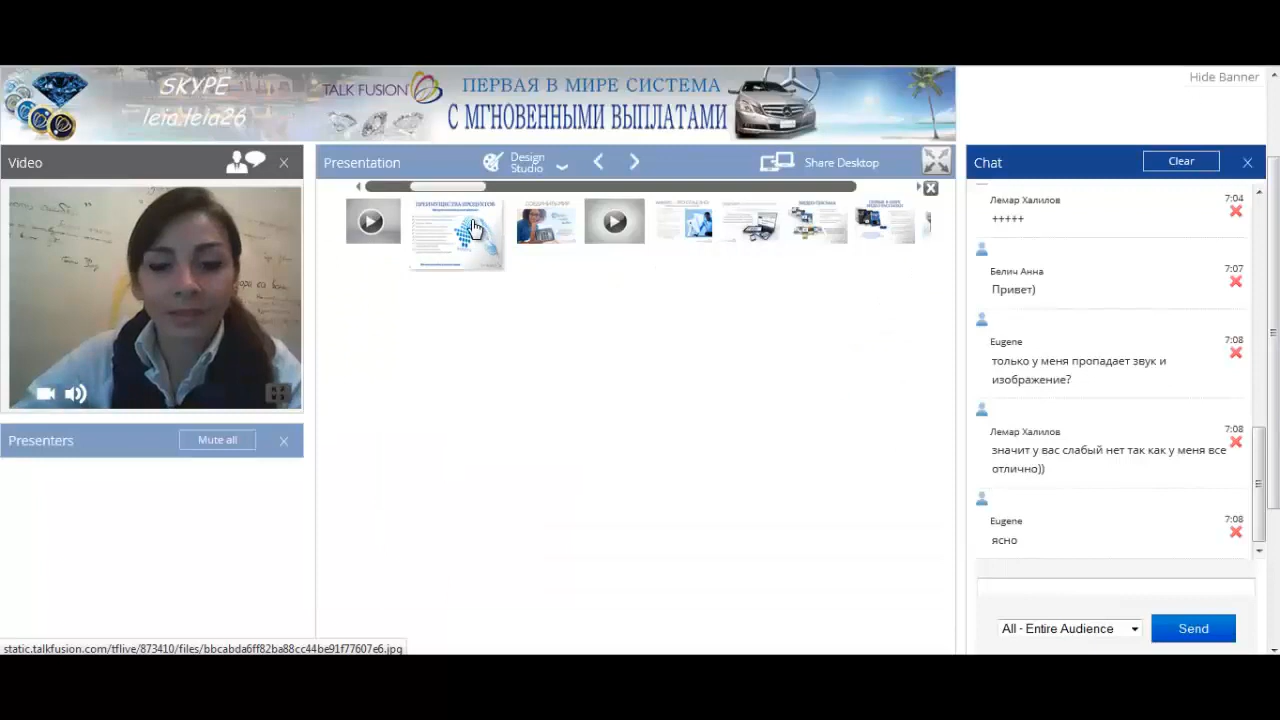 SKYPE
leia.leia26
TALK FUSION
ПЕРВАЯ В МИРЕ СИСТЕМА
С МГНОВЕННЫМИ ВЫПЛАТАМИ
Hide Banner
Video
Presentation
Design
Studio
Share Desktop
Chat
Clear
ПРЕИМУЩЕСТВА ПРОДУКТОВ
Лемар Халилов
7:04
+++++
Белич Анна
7:07
Привет)
Eugene
7:08
только у меня пропадает звук и
изображение?
Лемар Халилов
7:08
значит у вас слабый нет так как у меня все
отлично))
Eugene
7:08
ясно
Presenters
Mute all
All - Entire Audience
Send
static.talkfusion.com/tflive/873410/files/bbcabda6ff82ba88cc44be91f77607e6.jpg